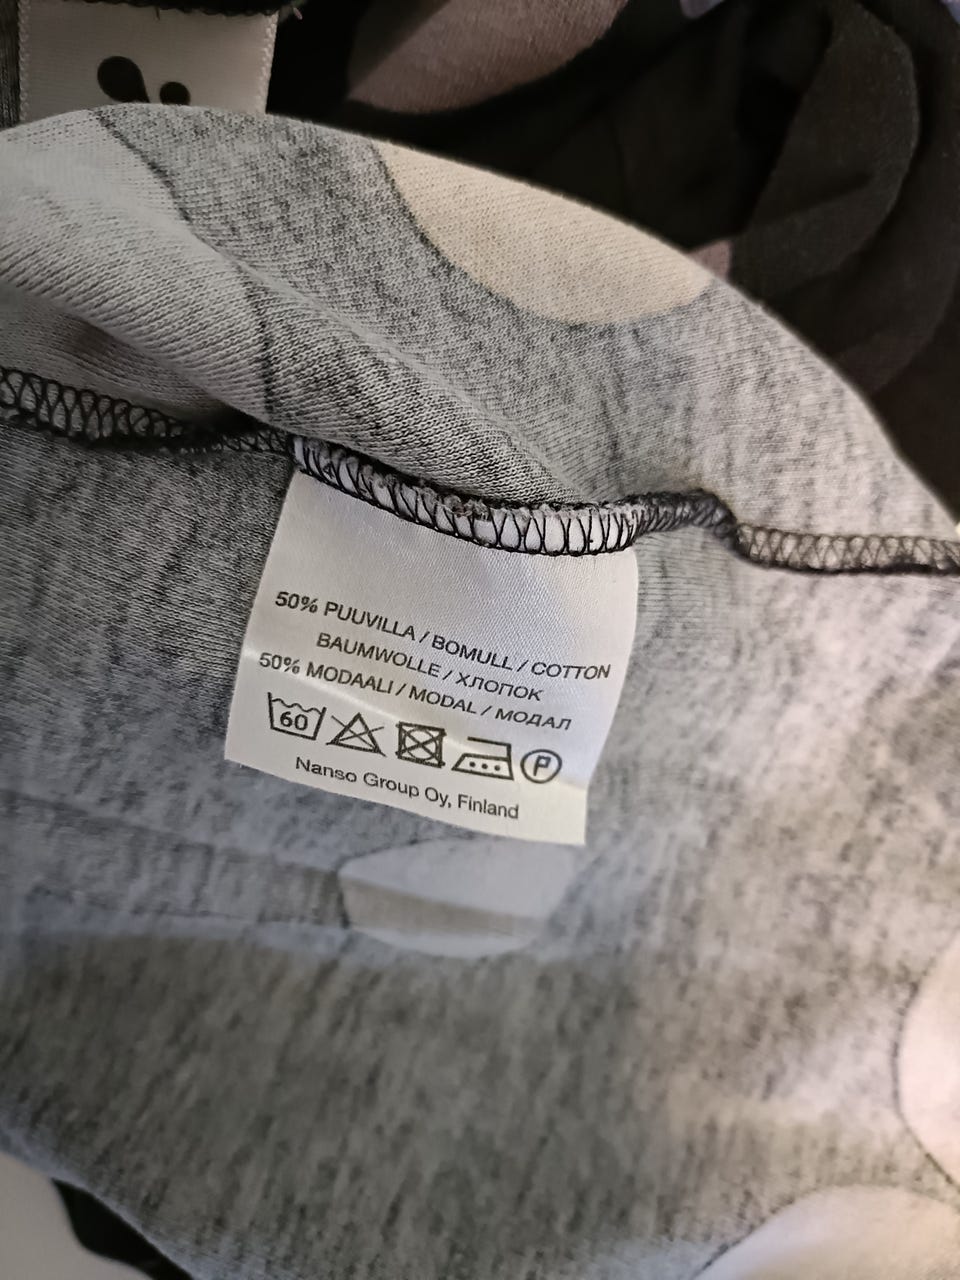 50% PUUVILLA / BOMULL / COTTON
BAUMWOLLE / ХЛОПОК
50% MODAALI / MODAL / МОДАЛ
60 P
Nanso Group Oy, Finland